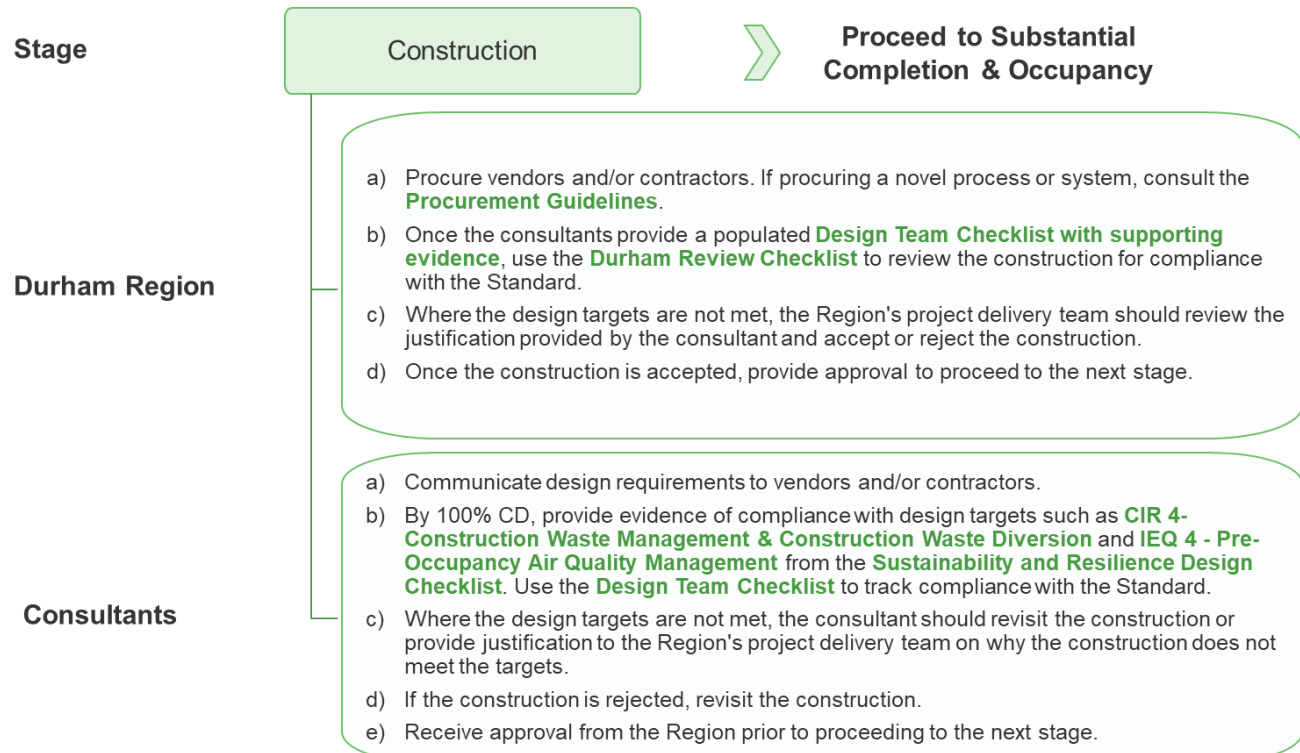 Stage
Construction
Proceed to Substantial
Completion & Occupancy
Durham Region
a) Procure vendors and/or contractors. If procuring a novel process or system, consult the
Procurement Guidelines.
b) Once the consultants provide a populated Design Team Checklist with supporting
evidence, use the Durham Review Checklist to review the construction for compliance
with the Standard.
c) Where the design targets are not met, the Region's project delivery team should review the
justification provided by the consultant and accept or reject the construction.
d) Once the construction is accepted, provide approval to proceed to the next stage.
Consultants
a) Communicate design requirements to vendors and/or contractors.
b) By 100% CD, provide evidence of compliance with design targets such as CIR 4-
Construction Waste Management & Construction Waste Diversion and IEQ 4 - Pre-
Occupancy Air Quality Management from the Sustainability and Resilience Design
Checklist. Use the Design Team Checklist to track compliance with the Standard.
c) Where the design targets are not met, the consultant should revisit the construction or
provide justification to the Region's project delivery team on why the construction does not
meet the targets.
d) If the construction is rejected, revisit the construction.
e) Receive approval from the Region prior to proceeding to the next stage.